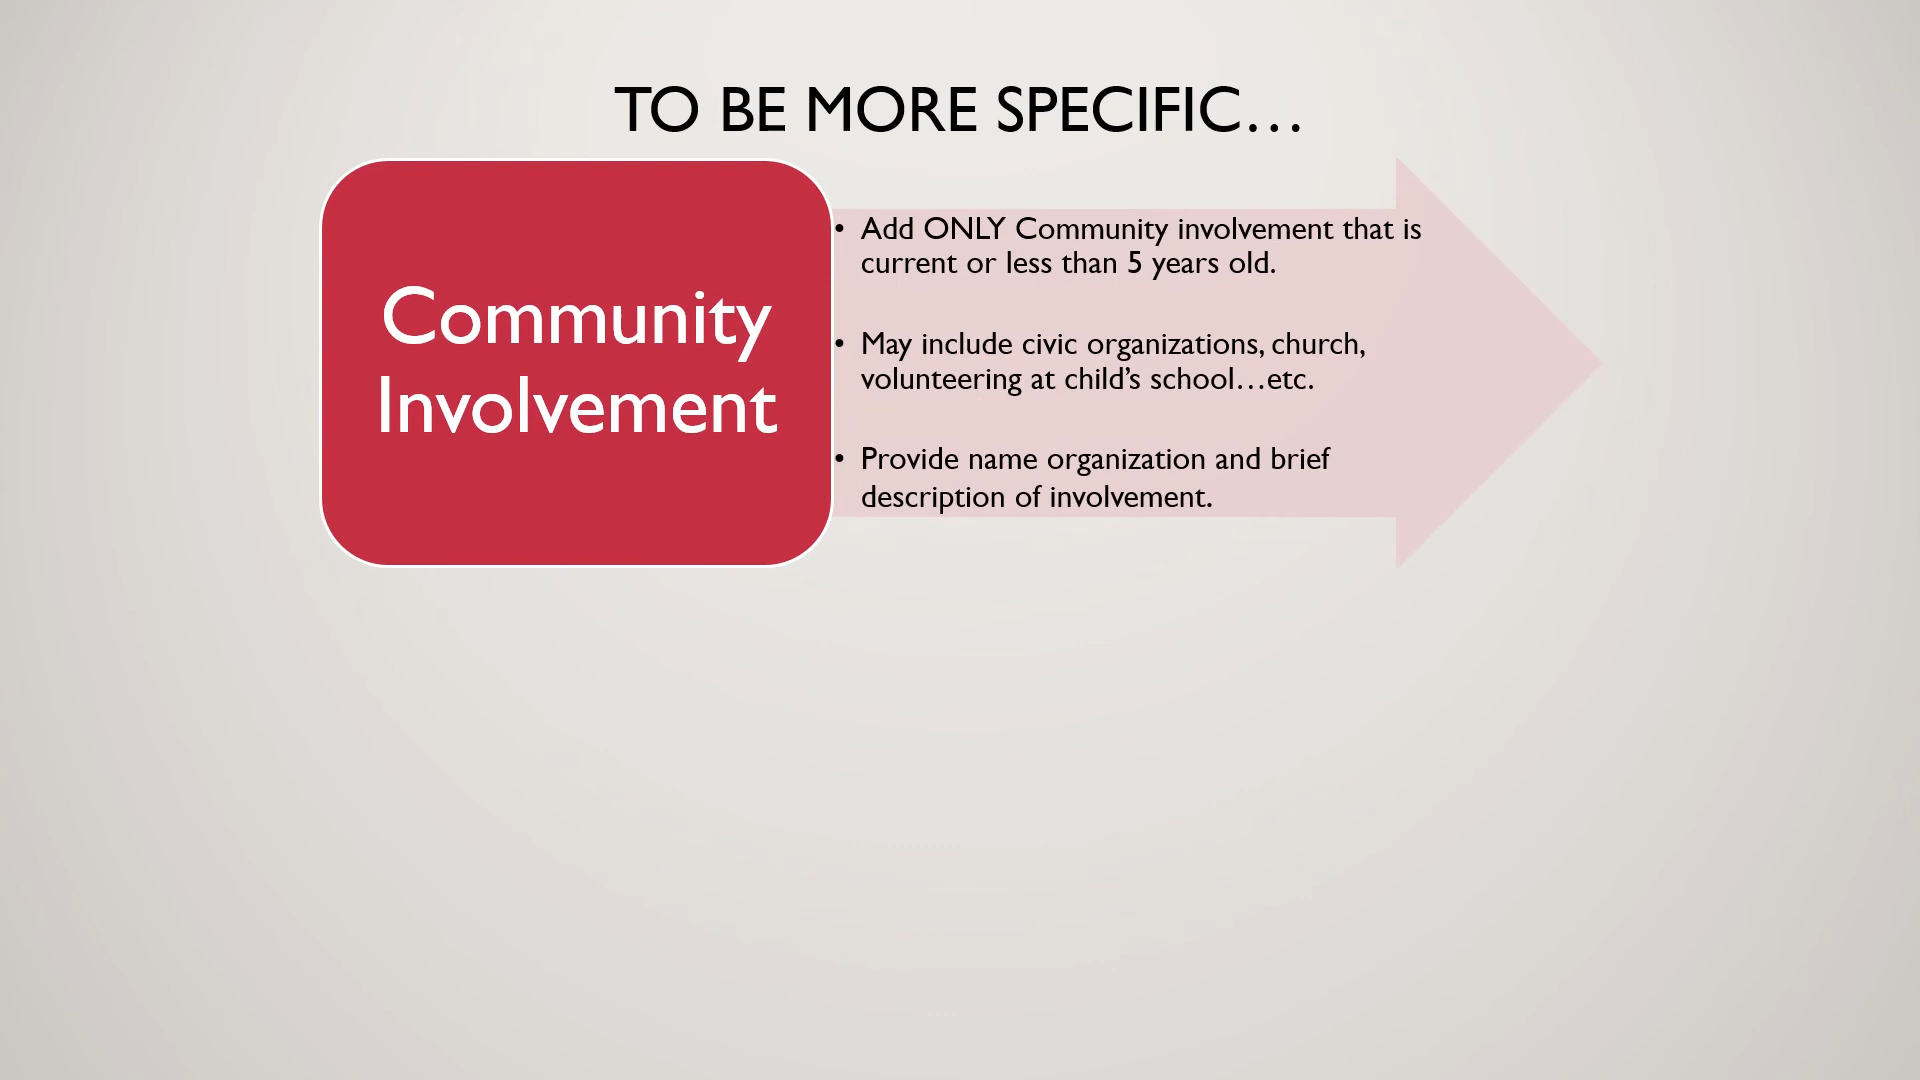 TO BE MORE SPECIFIC…
Community
Involvement
• Add ONLY Community involvement that is
current or less than 5 years old.
• May include civic organizations, church,
volunteering at child’s school…etc.
• Provide name organization and brief
description of involvement.